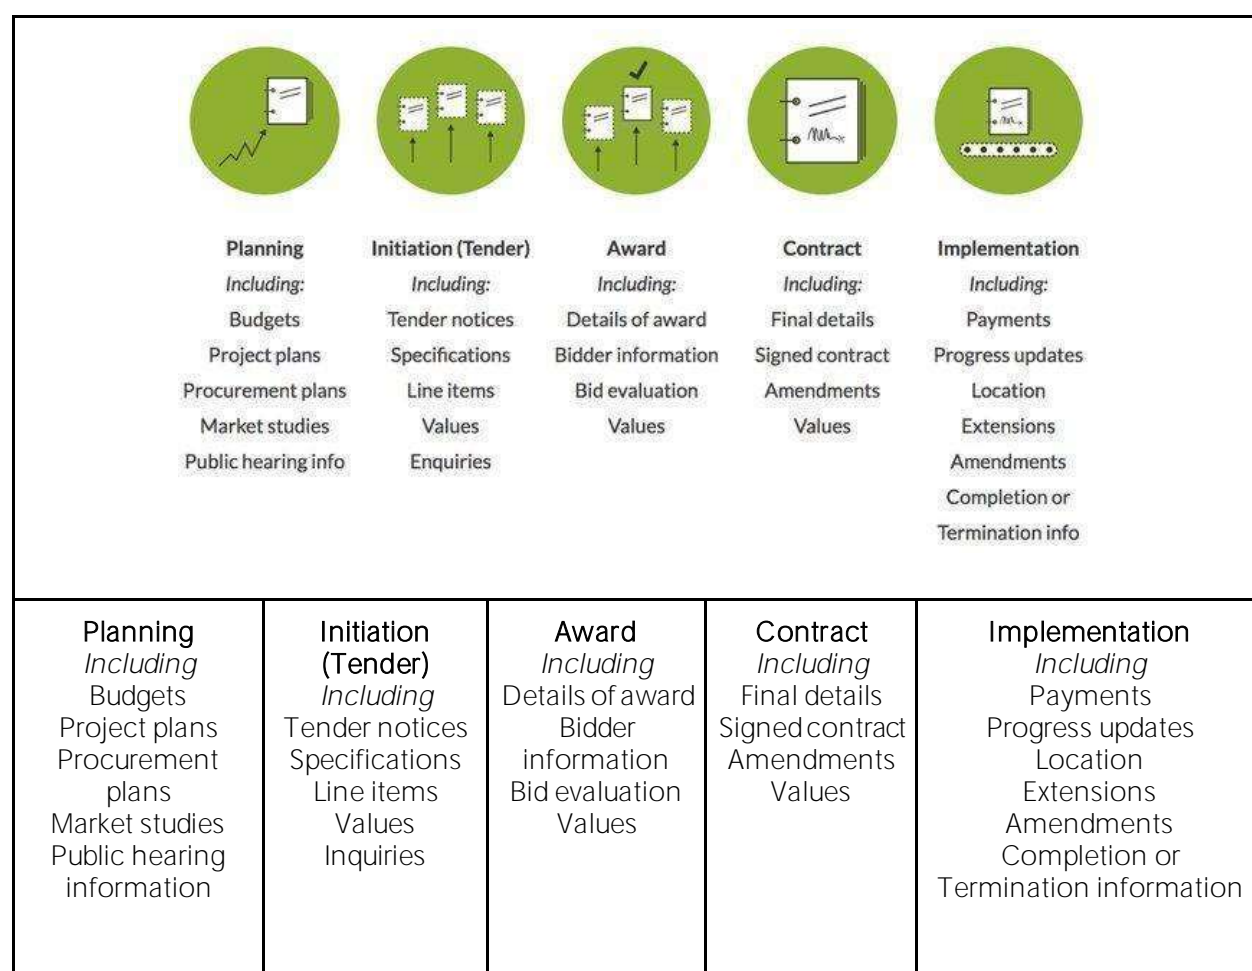 Planning
Including:
Budgets
Project plans
Procurement plans
Market studies
Public hearing info
Initiation (Tender)
Including:
Tender notices
Specifications
Line items
Values
Enquiries
Award
Including:
Details of award
Bidder information
Bid evaluation
Values
Contract
Including:
Final details
Signed contract
Amendments
Values
Implementation
Including:
Payments
Progress updates
Location
Extensions
Amendments
Completion or
Termination info
Planning
Including
Budgets
Project plans
Procurement
plans
Market studies
Public hearing
information
Initiation
(Tender)
Including
Tender notices
Specifications
Line items
Values
Inquiries
Award
Including
Details of award
Bidder
information
Bid evaluation
Values
Contract
Including
Final details
Signed contract
Amendments
Values
Implementation
Including
Payments
Progress updates
Location
Extensions
Amendments
Completion or
Termination information